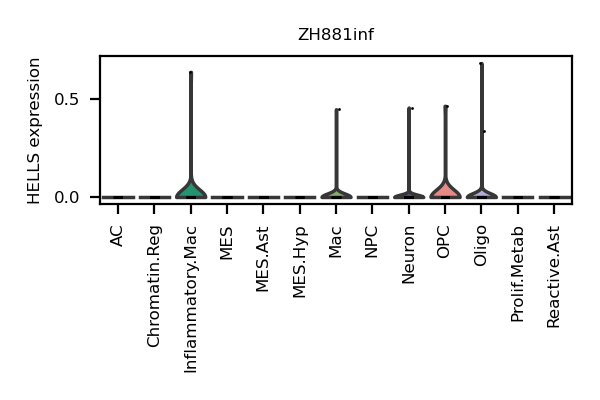 ZH881inf
HELLS expression
0.5
0.0
AC
Chromatin.Reg
Inflammatory.Mac
MES
MES.Ast
MES.Hyp
Mac
NPC
Neuron
OPC
Oligo
Prolif.Metab
Reactive.Ast